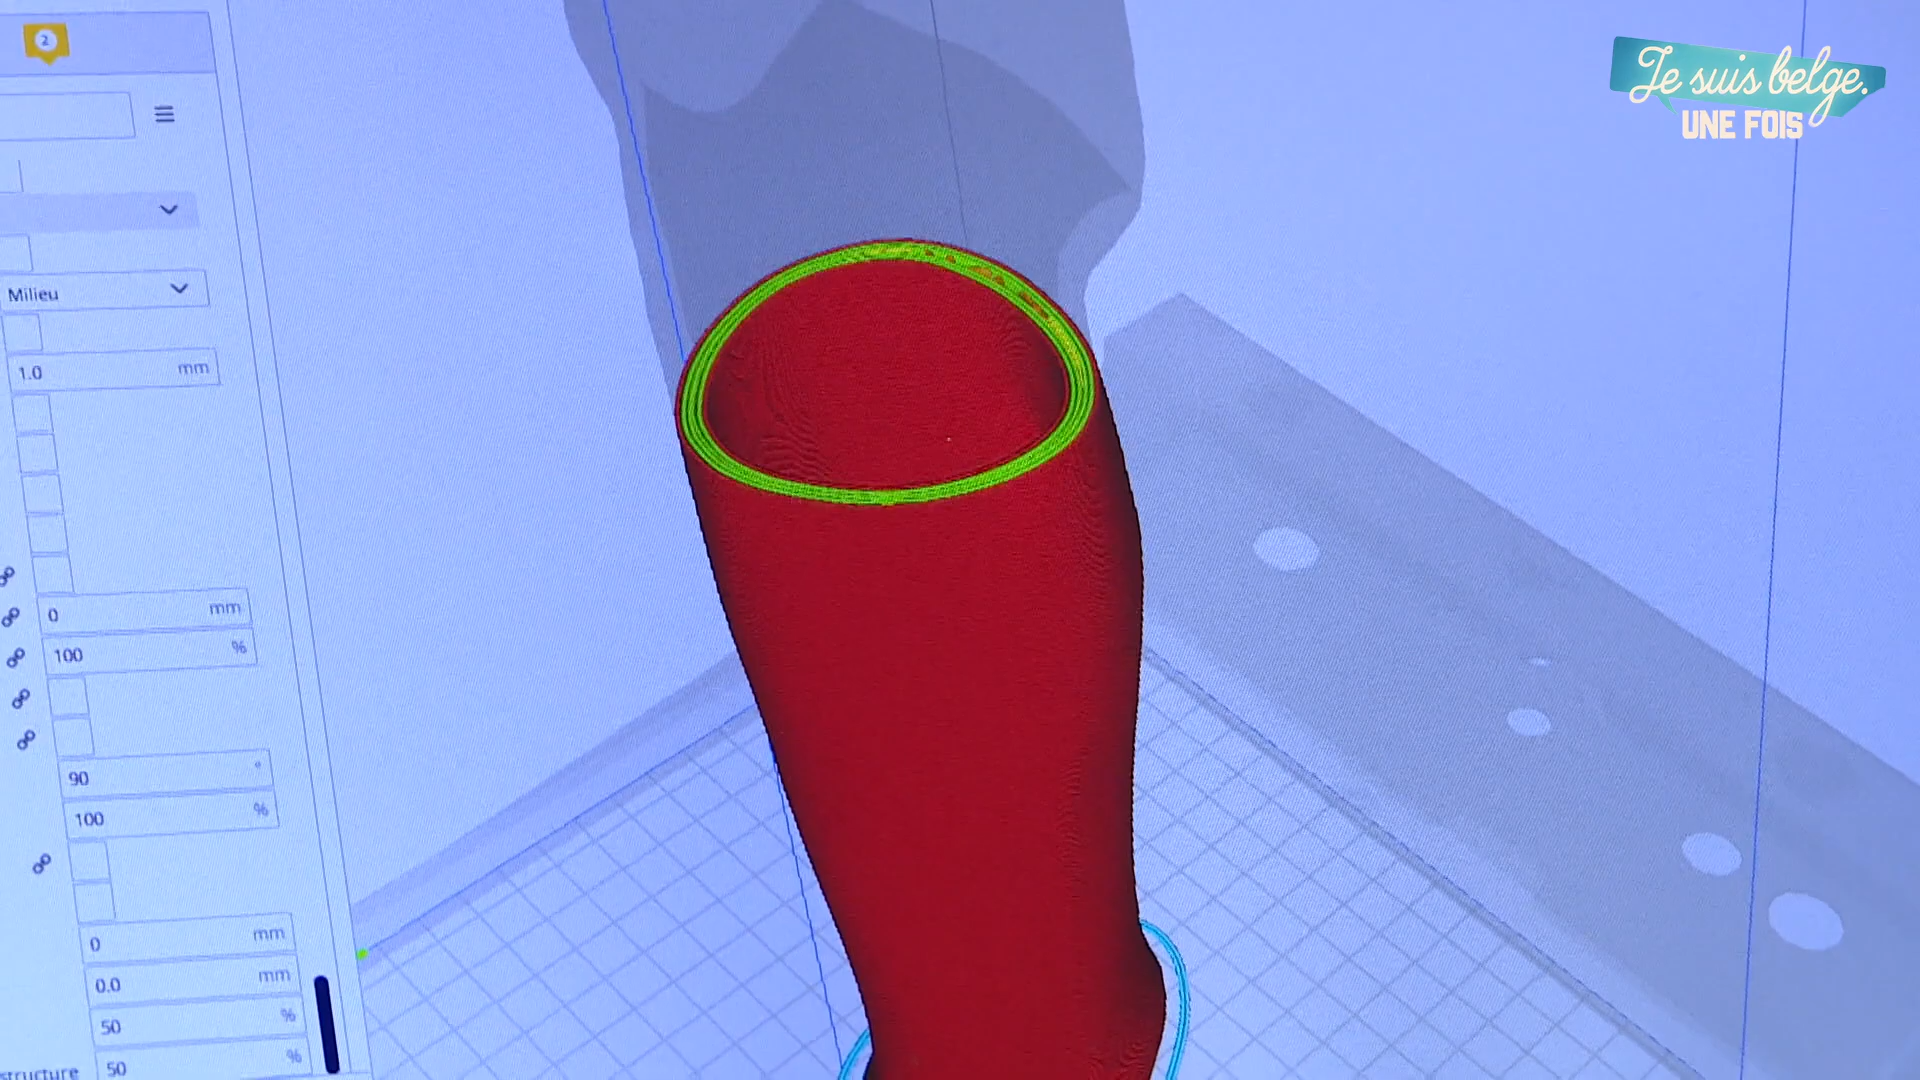 2
Je suis belge.
UNE FOIS
Milieu
1.0 mm
0 mm
100 %
90 °
100 %
0 mm
0.0 mm
50 %
50 %
structure